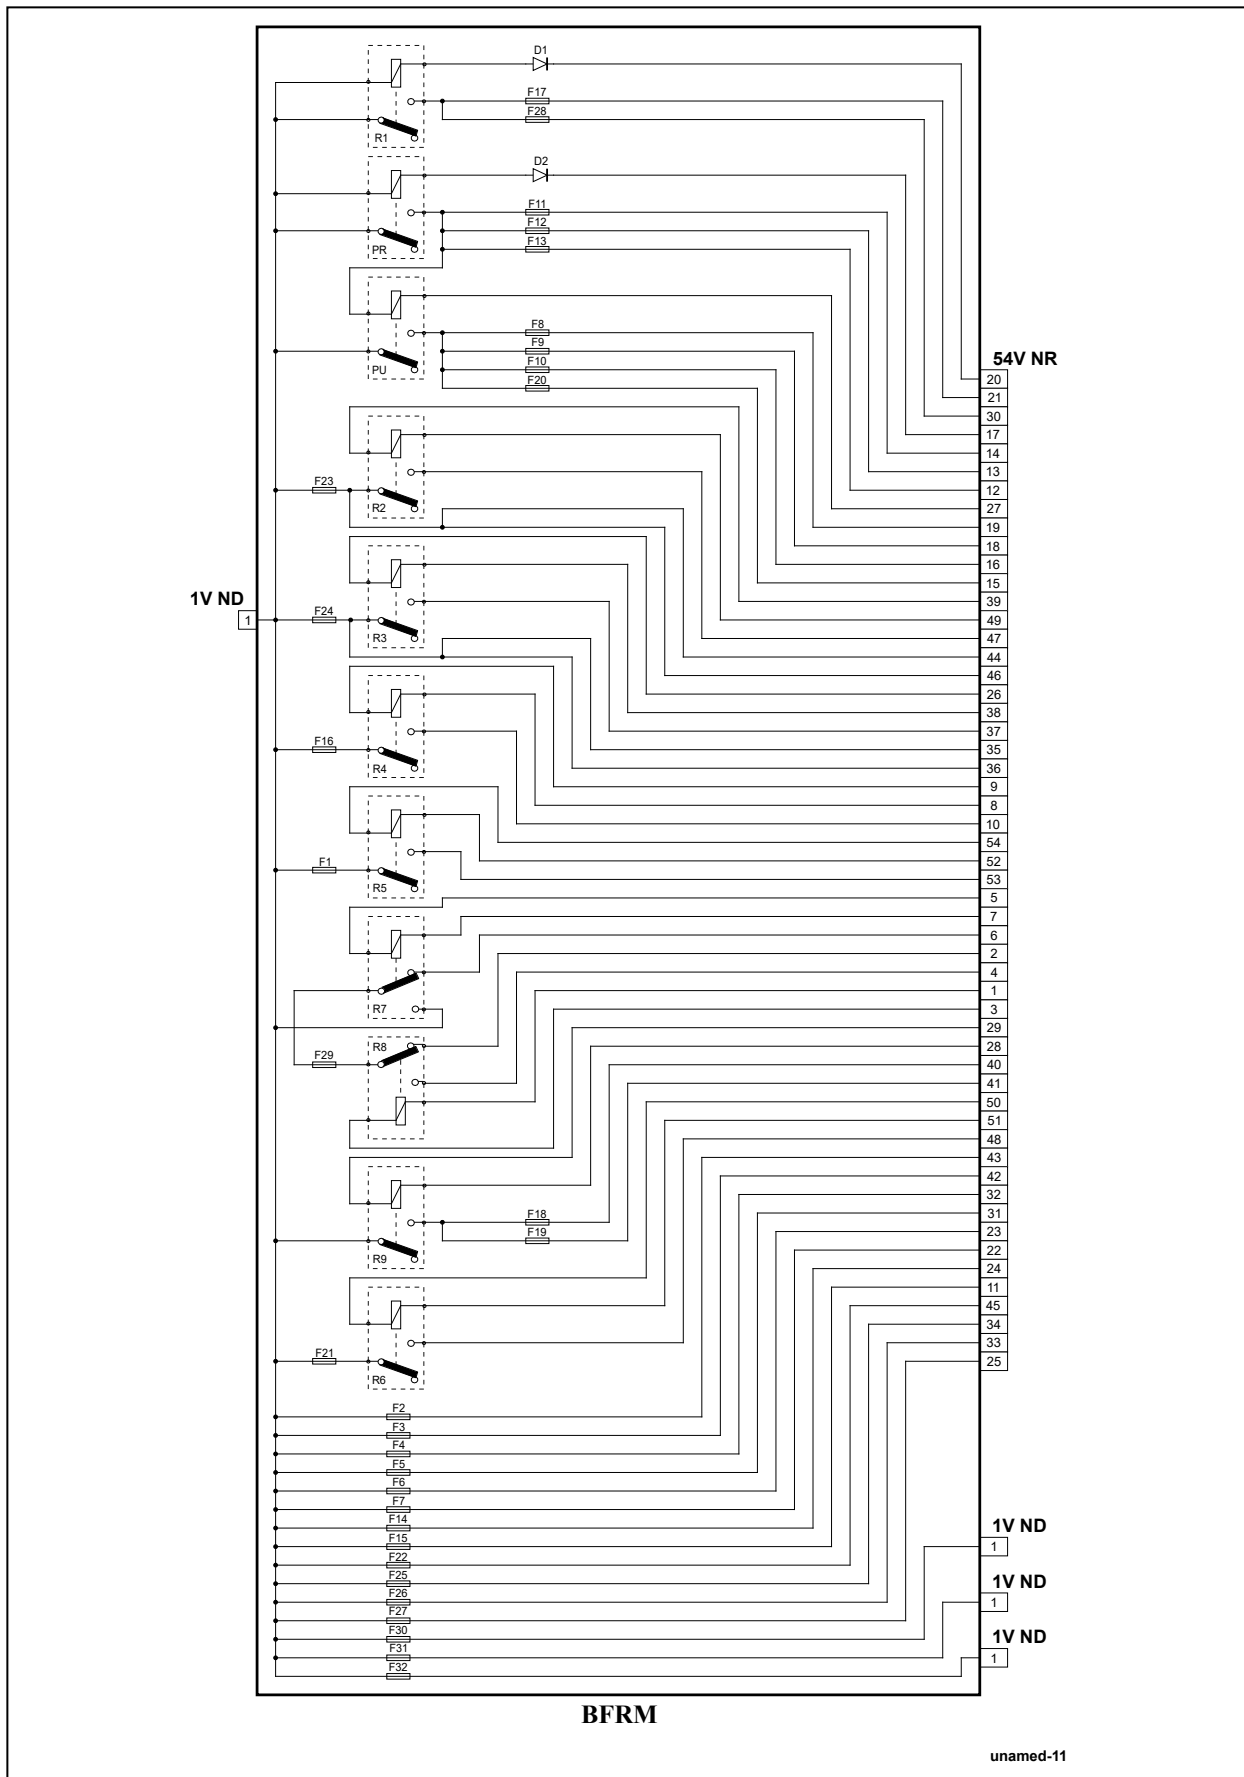 D1
F17
F28
R1
D2
F11
F12
F13
PR
F8
F9
F10
F20
PU
54V NR
20
21
30
17
14
13
12
27
19
18
16
15
39
49
47
44
46
26
38
37
35
36
9
8
10
54
52
53
5
7
6
2
4
1
3
29
28
40
41
50
51
48
43
42
32
31
23
22
24
11
45
34
33
25
F23
R2
1V ND
1
F24
R3
F16
R4
F1
R5
R7
R8
F29
F18
F19
R9
F21
R6
F2
F3
F4
F5
F6
F7
F14
F15
F22
F25
F26
F27
F30
F31
F32
1V ND
1
1V ND
1
1V ND
1
BFRM
unamed-11